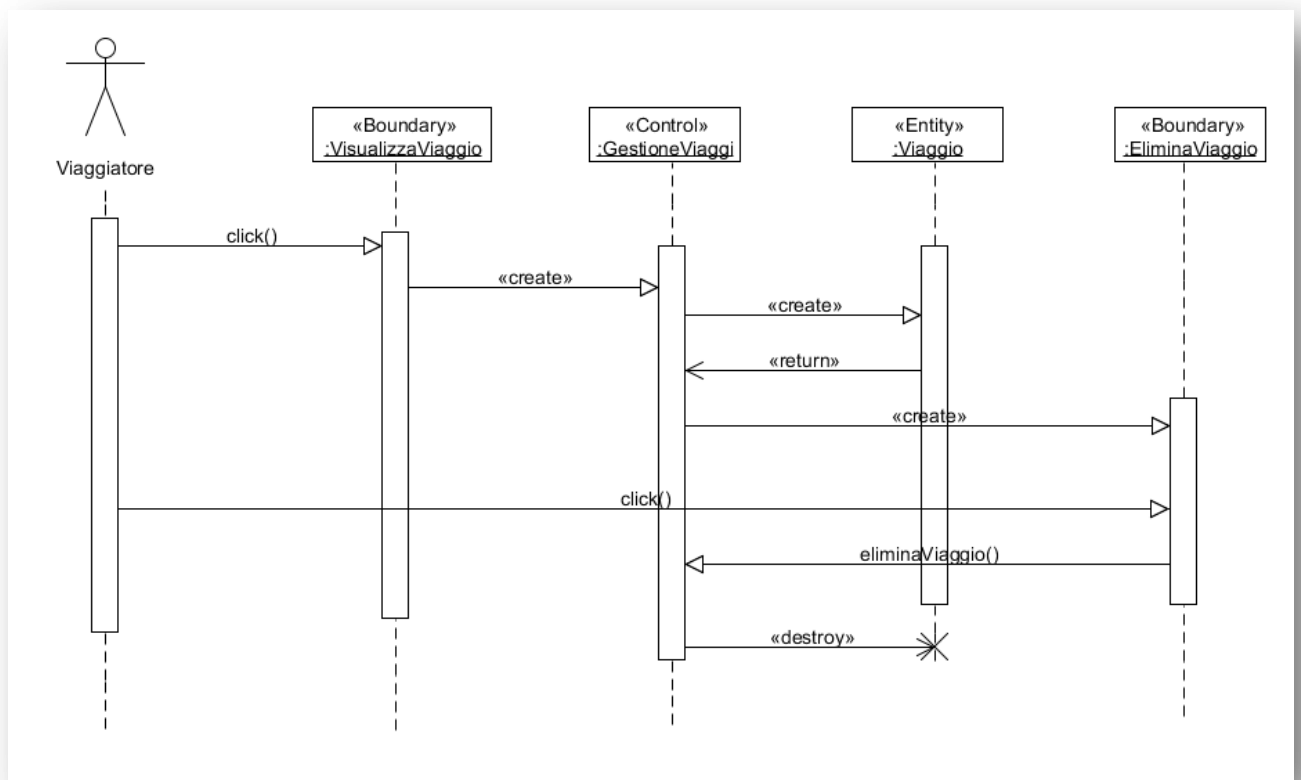 Viaggiatore
«Boundary»
:VisualizzaViaggio
«Control»
:GestioneViaggi
«Entity»
:Viaggio
«Boundary»
:EliminaViaggio
click()
«create»
«create»
«return»
«create»
click()
eliminaViaggio()
«destroy»